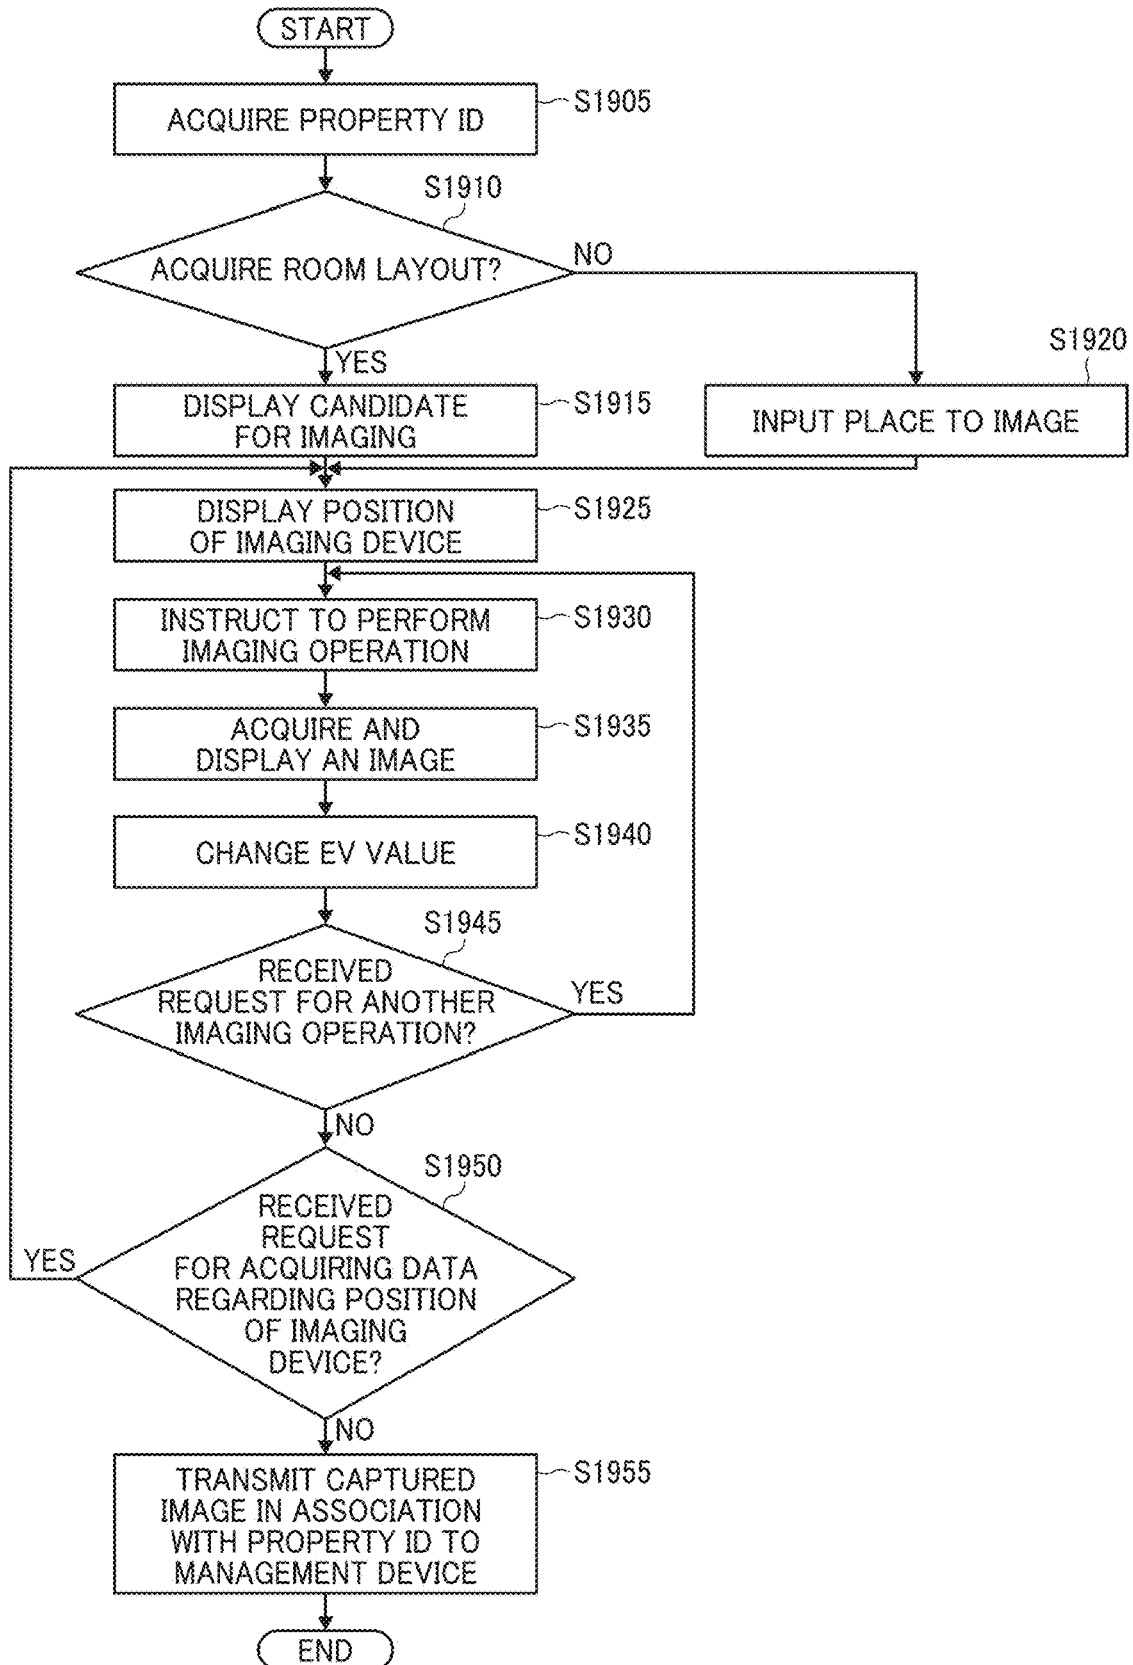 START
ACQUIRE PROPERTY ID
S1905
S1910
ACQUIRE ROOM LAYOUT?
NO
YES
S1920
DISPLAY CANDIDATE
FOR IMAGING
S1915
INPUT PLACE TO IMAGE
DISPLAY POSITION
OF IMAGING DEVICE
S1925
INSTRUCT TO PERFORM
IMAGING OPERATION
S1930
ACQUIRE AND
DISPLAY AN IMAGE
S1935
CHANGE EV VALUE
S1940
S1945
RECEIVED
REQUEST FOR ANOTHER
IMAGING OPERATION?
YES
NO
S1950
RECEIVED
REQUEST
FOR ACQUIRING DATA
REGARDING POSITION
OF IMAGING
DEVICE?
YES
NO
TRANSMIT CAPTURED
IMAGE IN ASSOCIATION
WITH PROPERTY ID TO
MANAGEMENT DEVICE
S1955
END